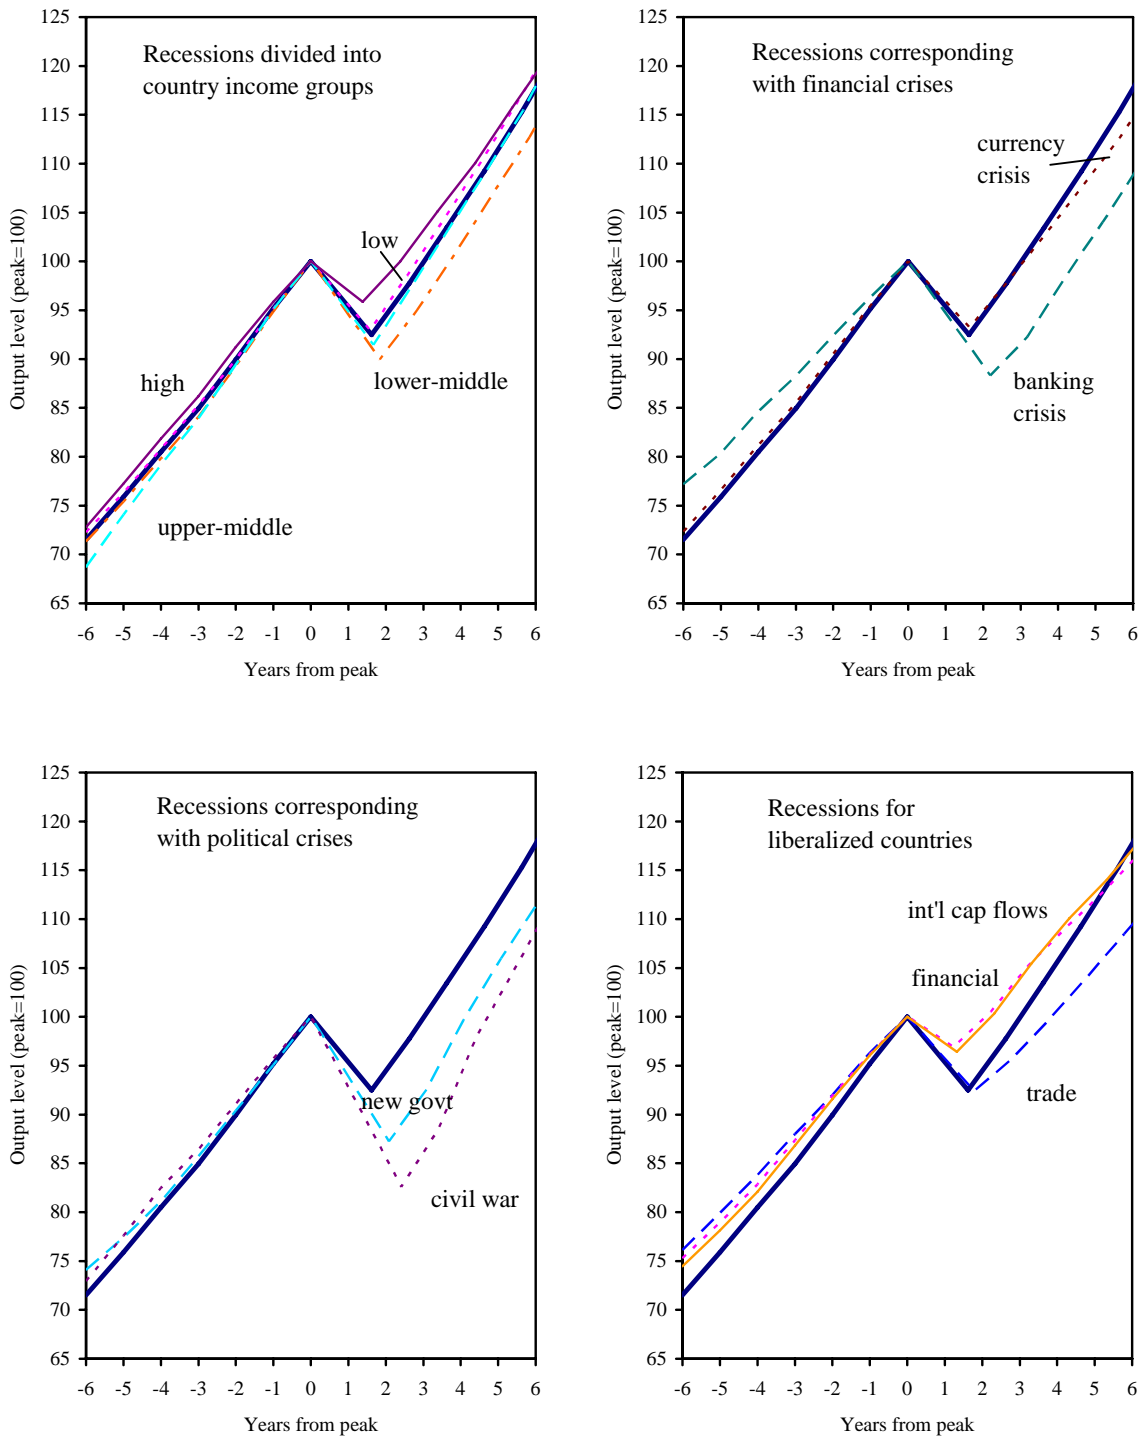 Recessions divided into
country income groups
Output level (peak=100)
125
120
115
110
105
100
95
90
85
80
75
70
65
low
high
lower-middle
upper-middle
-6 -5 -4 -3 -2 -1 0 1 2 3 4 5 6
Years from peak
Recessions corresponding
with financial crises
Output level (peak=100)
125
120
115
110
105
100
95
90
85
80
75
70
65
currency
crisis
banking
crisis
-6 -5 -4 -3 -2 -1 0 1 2 3 4 5 6
Years from peak
Recessions corresponding
with political crises
Output level (peak=100)
125
120
115
110
105
100
95
90
85
80
75
70
65
new govt
civil war
-6 -5 -4 -3 -2 -1 0 1 2 3 4 5 6
Years from peak
Recessions for
liberalized countries
Output level (peak=100)
125
120
115
110
105
100
95
90
85
80
75
70
65
int'l cap flows
financial
trade
-6 -5 -4 -3 -2 -1 0 1 2 3 4 5 6
Years from peak